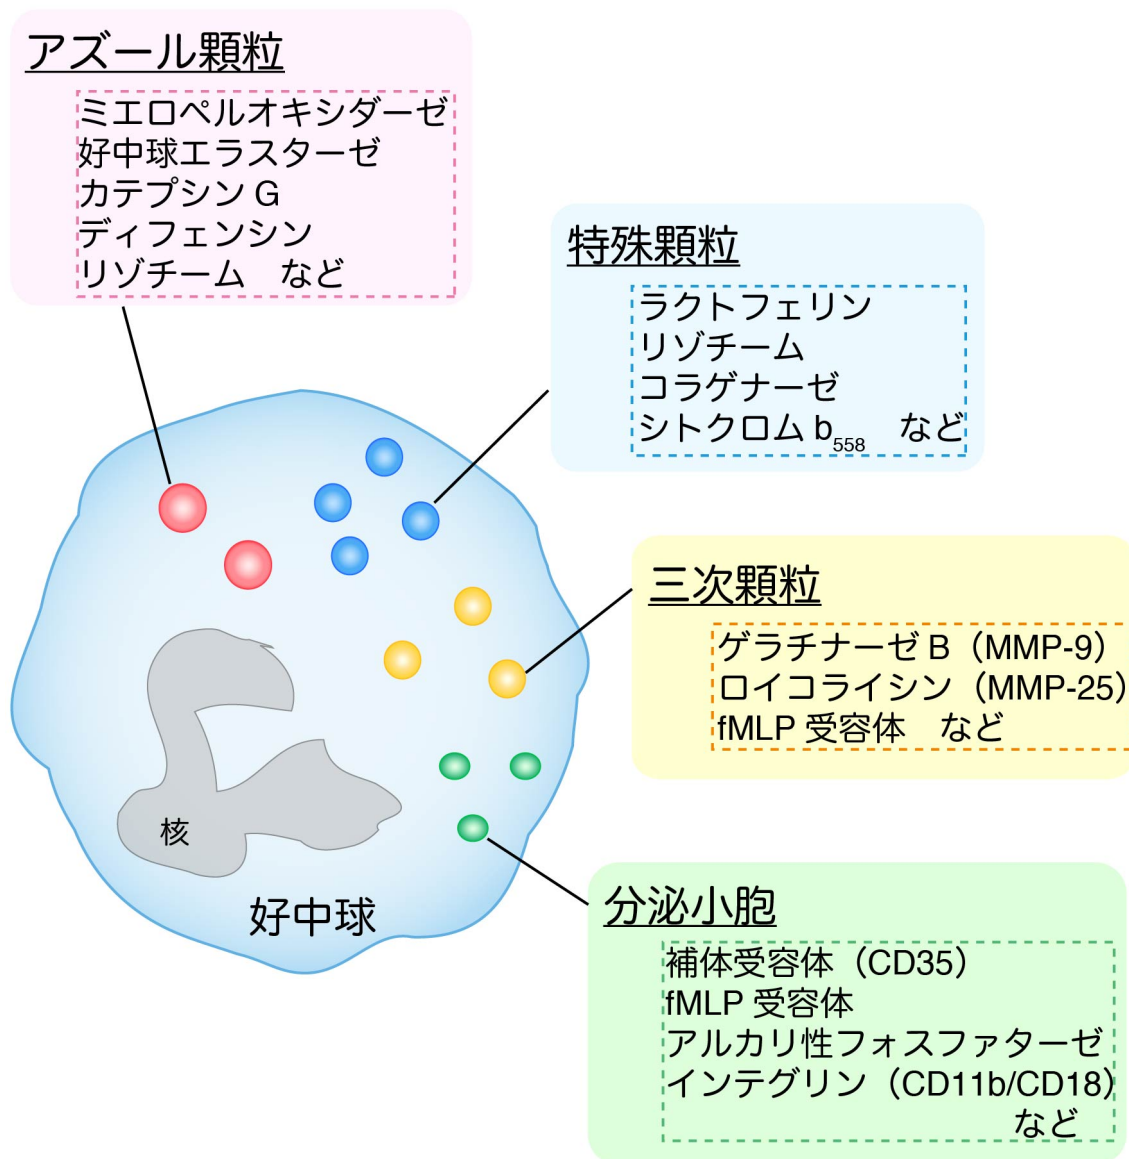 アズール顆粒
ミエロペルオキシダーゼ
好中球エラスターゼ
カテプシン G
ディフェンシン
リゾチーム　など
特殊顆粒
ラクトフェリン
リゾチーム
コラゲナーゼ
シトクロム b558　など
三次顆粒
ゲラチナーゼ B（MMP-9）
ロイコライシン（MMP-25）
fMLP 受容体　など
核
好中球
分泌小胞
補体受容体（CD35）
fMLP 受容体
アルカリ性フォスファターゼ
インテグリン（CD11b/CD18）
など